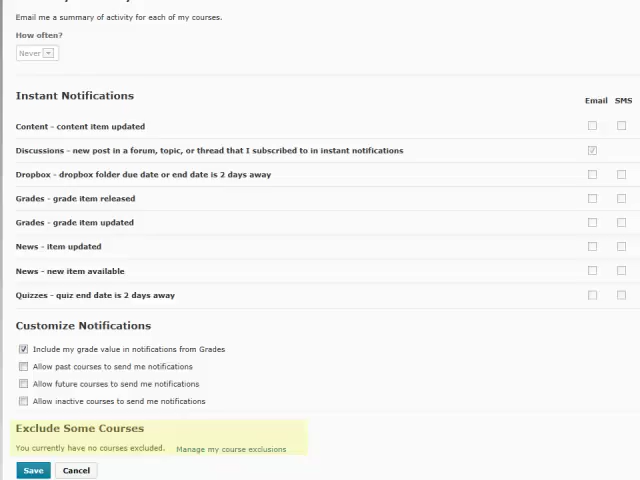 Email me a summary of activity for each of my courses.
How often?
Never
Instant Notifications
Email SMS
Content - content item updated
Discussions - new post in a forum, topic, or thread that I subscribed to in instant notifications
Dropbox - dropbox folder due date or end date is 2 days away
Grades - grade item released
Grades - grade item updated
News - item updated
News - new item available
Quizzes - quiz end date is 2 days away
Customize Notifications
Include my grade value in notifications from Grades
Allow past courses to send me notifications
Allow future courses to send me notifications
Allow inactive courses to send me notifications
Exclude Some Courses
You currently have no courses excluded. Manage my course exclusions
Save Cancel